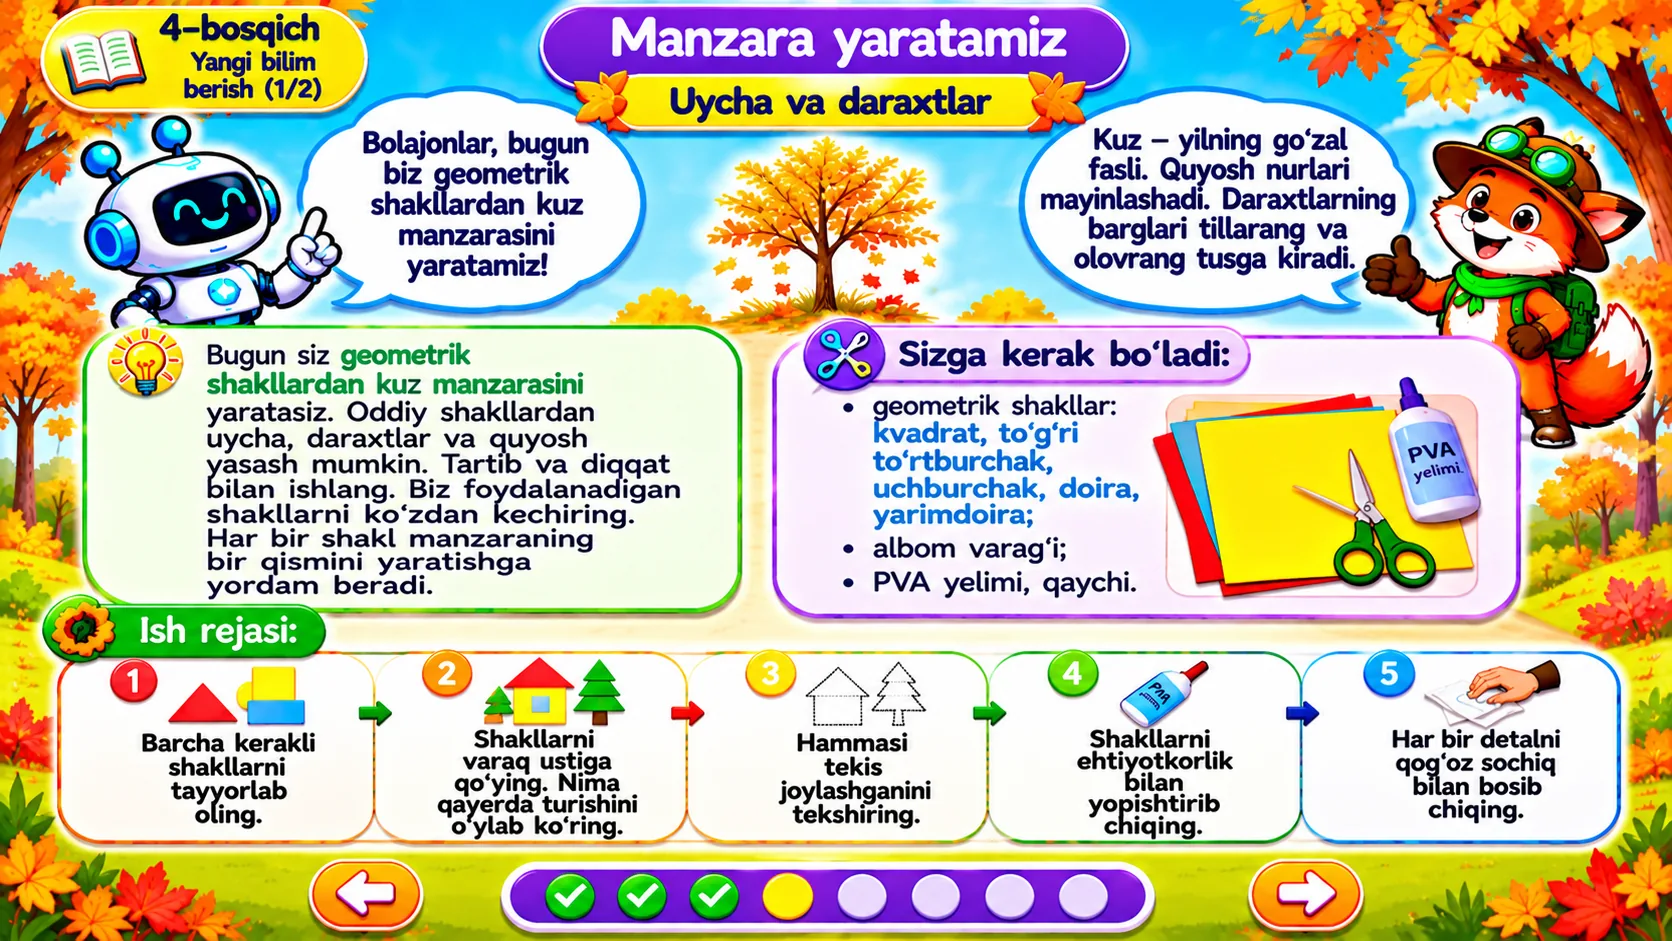 4-bosqich
Yangi bilim
berish (1/2)
Manzara yaratamiz
Uycha va daraxtlar
Bolajonlar, bugun
biz geometrik
shakllardan kuz
manzarasini
yaratamiz!
Kuz – yilning go‘zal
fasli. Quyosh nurlari
mayinlashadi. Daraxtlarning
barglari tillarang va
olovrang tusga kiradi.
Bugun siz geometrik
shakllardan kuz manzarasini
yaratasiz. Oddiy shakllardan
uycha, daraxtlar va quyosh
yasash mumkin. Tartib va diqqat
bilan ishlang. Biz foydalanadigan
shakllarni ko‘zdan kechiring.
Har bir shakl manzaraning
bir qismini yaratishga
yordam beradi.
Sizga kerak bo‘ladi:
• geometrik shakllar:
kvadrat, to‘g‘ri
to‘rtburchak,
uchburchak, doira,
yarimdoira;
• albom varag‘i;
• PVA yelimi, qaychi.
PVA
yelimi
Ish rejasi:
1
Barcha kerakli
shakllarni
tayyorlab
oling.
2
Shakllarni
varaq ustiga
qo‘ying. Nima
qayerda turishini
o‘ylab ko‘ring.
3
Hammasi
tekis
joylashganini
tekshiring.
4
Shakllarni
ehtiyotkorlik
bilan
yopishtirib
chiqing.
5
Har bir detalni
qog‘oz sochiq
bilan bosib
chiqing.